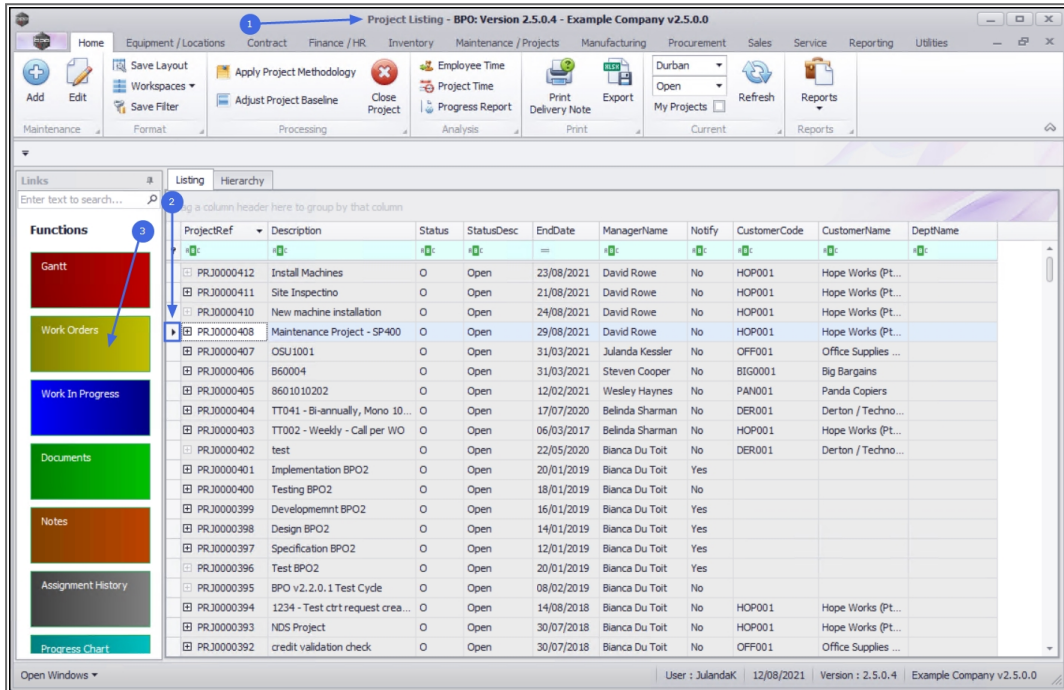 Project Listing - BPO: Version 2.5.0.4 - Example Company v2.5.0.0
1
Home Equipment / Locations Contract Finance / HR Inventory Maintenance / Projects Manufacturing Procurement Sales Service Reporting Utilities
Add
Edit
Maintenance
Save Layout
Workspaces
Save Filter
Format
Apply Project Methodology
Adjust Project Baseline
Close Project
Processing
Employee Time
Project Time
Progress Report
Analysis
Print Delivery Note
Export
Print
Durban
Open
My Projects
Refresh
Current
Reports
Reports
Links
Enter text to search...
Functions
3
Gantt
Work Orders
Work In Progress
Documents
Notes
Assignment History
Progress Chart
Listing Hierarchy
2
ag a column header here to group by that column
ProjectRef Description Status StatusDesc EndDate ManagerName Notify CustomerCode CustomerName DeptName
PRJ0000412 Install Machines O Open 23/08/2021 David Rowe No HOP001 Hope Works (Pt...
PRJ0000411 Site Inspectino O Open 21/08/2021 David Rowe No HOP001 Hope Works (Pt...
PRJ0000410 New machine installation O Open 24/08/2021 David Rowe No HOP001 Hope Works (Pt...
PRJ0000408 Maintenance Project - SP400 O Open 29/08/2021 David Rowe No HOP001 Hope Works (Pt...
PRJ0000407 OSU1001 O Open 31/03/2021 Julanda Kessler No OFF001 Office Supplies ...
PRJ0000406 B60004 O Open 31/03/2021 Steven Cooper No BIG0001 Big Bargains
PRJ0000405 8601010202 O Open 12/02/2021 Wesley Haynes No PAN001 Panda Copiers
PRJ0000404 TT041 - Bi-annually, Mono 10... O Open 17/07/2020 Belinda Sharman No DER001 Derton / Techno...
PRJ0000403 TT002 - Weekly - Call per WO O Open 06/03/2017 Belinda Sharman No HOP001 Hope Works (Pt...
PRJ0000402 test O Open 22/05/2020 Bianca Du Toit No DER001 Derton / Techno...
PRJ0000401 Implementation BPO2 O Open 20/01/2019 Bianca Du Toit Yes
PRJ0000400 Testing BPO2 O Open 18/01/2019 Bianca Du Toit No
PRJ0000399 Developmemnt BPO2 O Open 16/01/2019 Bianca Du Toit Yes
PRJ0000398 Design BPO2 O Open 14/01/2019 Bianca Du Toit Yes
PRJ0000397 Specification BPO2 O Open 12/01/2019 Bianca Du Toit Yes
PRJ0000396 Test BPO2 O Open 20/01/2019 Bianca Du Toit Yes
PRJ0000395 BPO v2.2.0.1 Test Cycle O Open 08/02/2019 Bianca Du Toit No
PRJ0000394 1234 - Test ctrt request crea... O Open 14/08/2018 Bianca Du Toit No HOP001 Hope Works (Pt...
PRJ0000393 NDS Project O Open 30/07/2018 Bianca Du Toit No HOP001 Hope Works (Pt...
PRJ0000392 credit validation check O Open 30/07/2018 Bianca Du Toit No OFF001 Office Supplies ...
Open Windows User : JulandaK 12/08/2021 Version : 2.5.0.4 Example Company v2.5.0.0